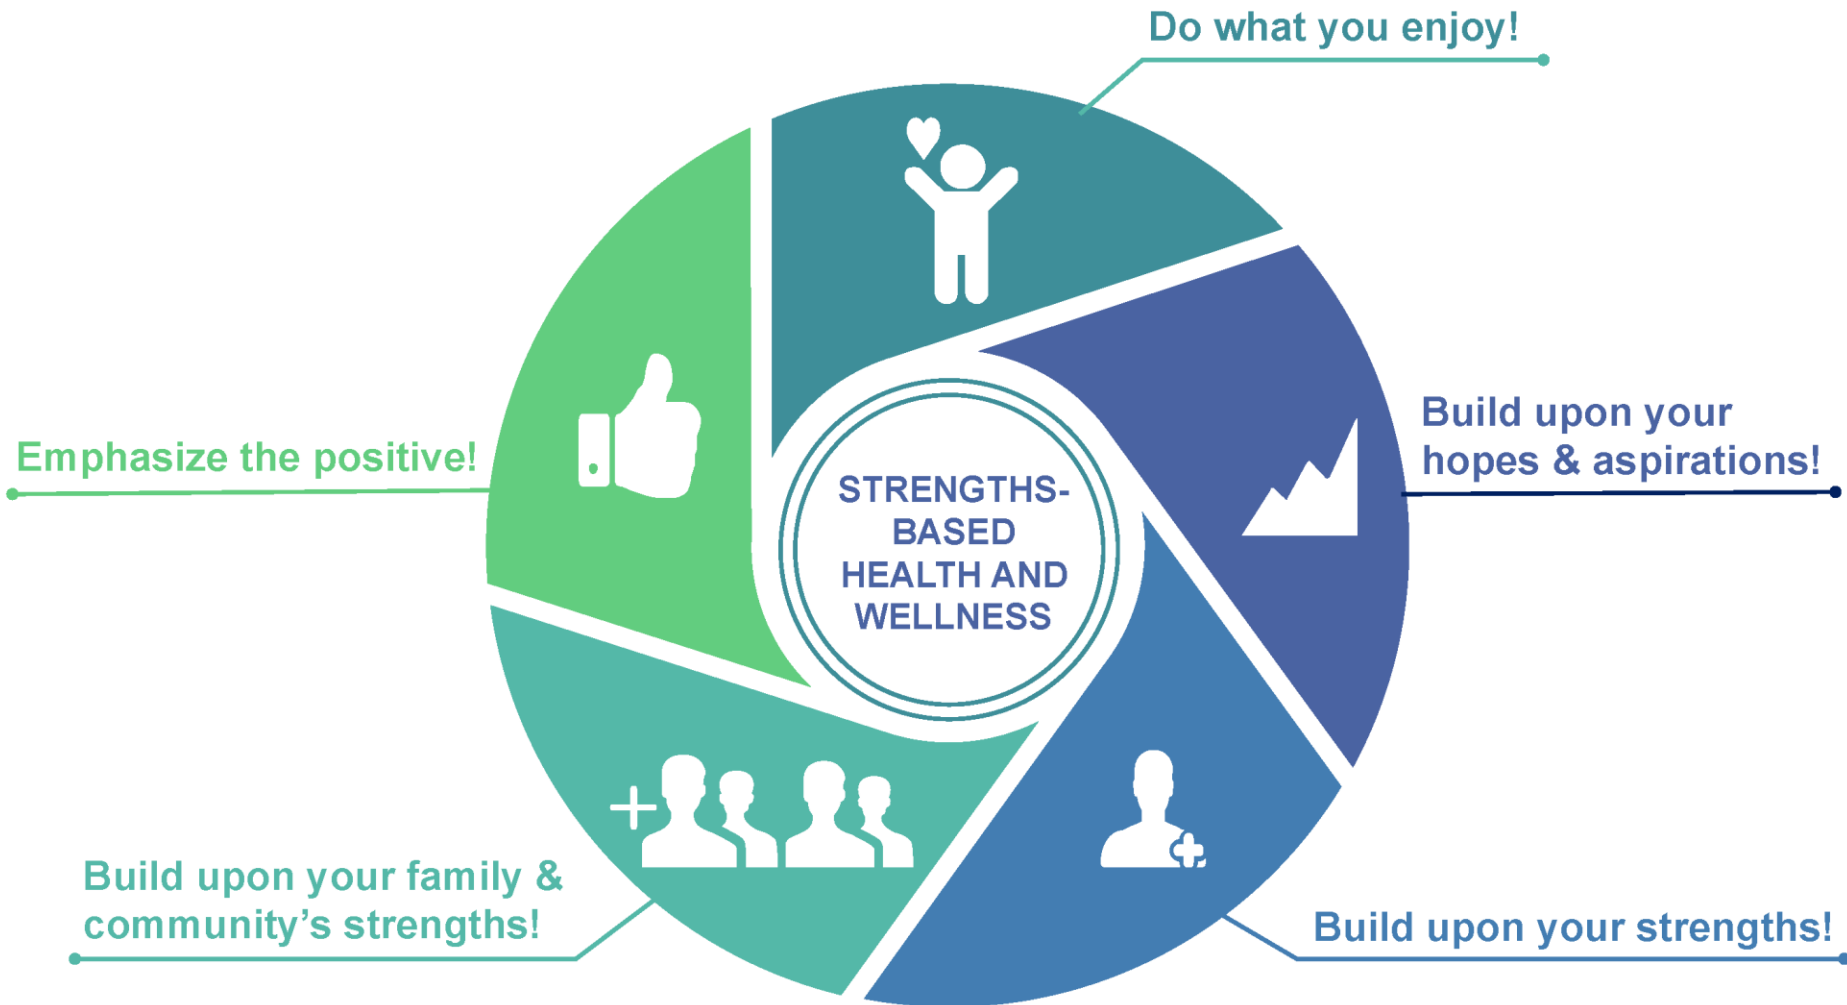 Do what you enjoy!
Build upon your
hopes & aspirations!
Emphasize the positive!
STRENGTHS-
BASED
HEALTH AND
WELLNESS
Build upon your family &
community’s strengths!
Build upon your strengths!